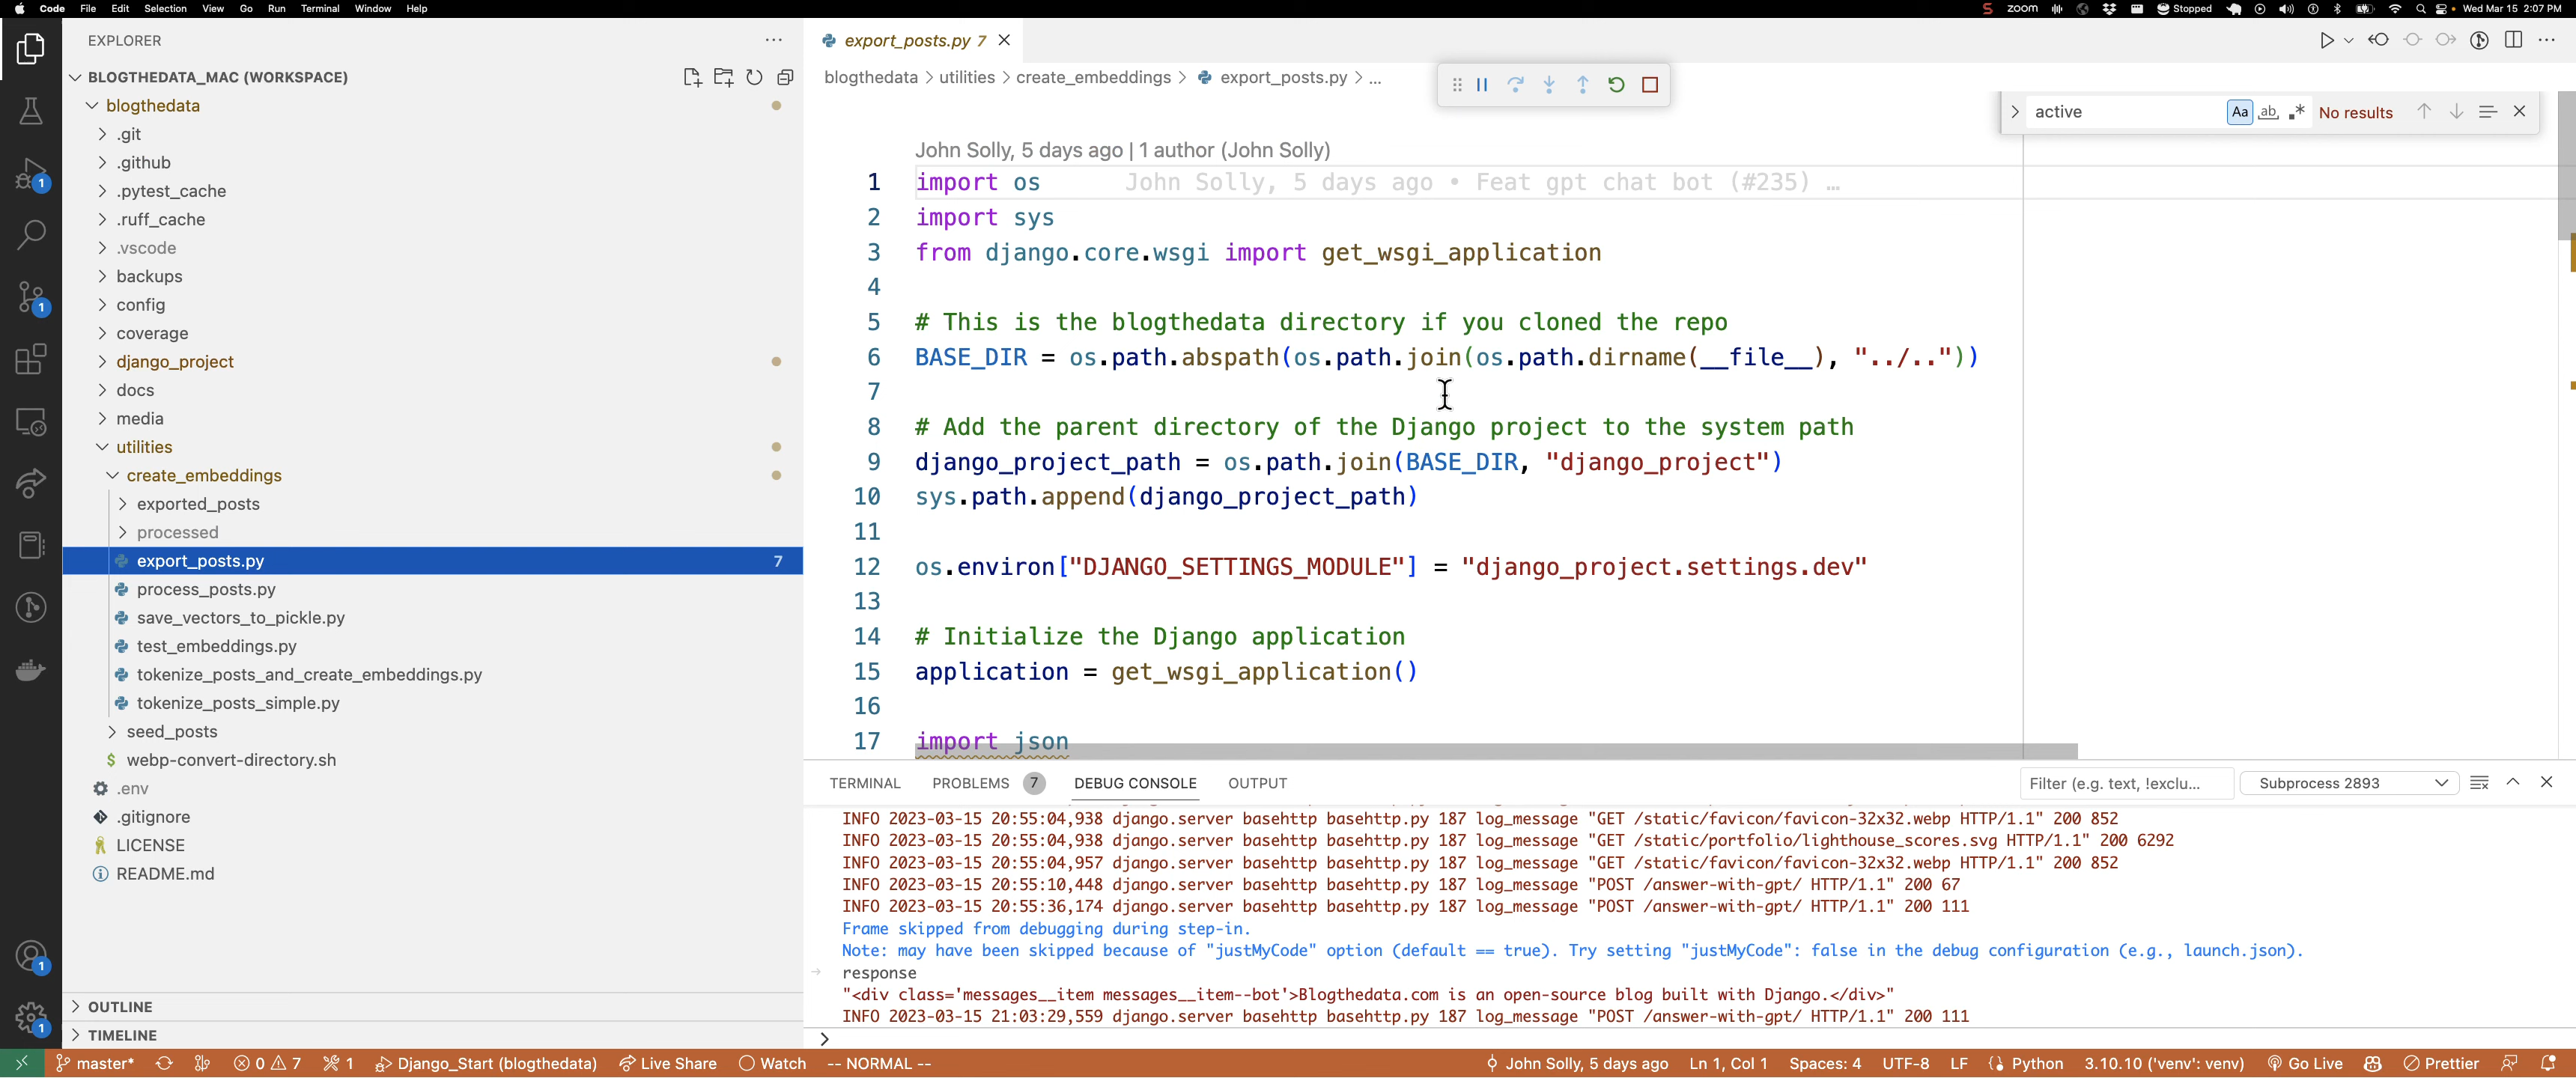 Code File Edit Selection View Go Run Terminal Window Help
zoom Stopped Wed Mar 15 2:07 PM
EXPLORER
BLOGTHEDATA_MAC (WORKSPACE)
blogthedata
.git
.github
.pytest_cache
.ruff_cache
.vscode
backups
config
coverage
django_project
docs
media
utilities
create_embeddings
exported_posts
processed
export_posts.py 7
process_posts.py
save_vectors_to_pickle.py
test_embeddings.py
tokenize_posts_and_create_embeddings.py
tokenize_posts_simple.py
seed_posts
webp-convert-directory.sh
.env
.gitignore
LICENSE
README.md
OUTLINE
TIMELINE
1
1
1
1
export_posts.py 7
blogthedata > utilities > create_embeddings > export_posts.py > ...
active Aa ab .* No results
John Solly, 5 days ago | 1 author (John Solly)
1 import os John Solly, 5 days ago • Feat gpt chat bot (#235) …
2 import sys
3 from django.core.wsgi import get_wsgi_application
4
5 # This is the blogthedata directory if you cloned the repo
6 BASE_DIR = os.path.abspath(os.path.join(os.path.dirname(__file__), "../.."))
7
8 # Add the parent directory of the Django project to the system path
9 django_project_path = os.path.join(BASE_DIR, "django_project")
10 sys.path.append(django_project_path)
11
12 os.environ["DJANGO_SETTINGS_MODULE"] = "django_project.settings.dev"
13
14 # Initialize the Django application
15 application = get_wsgi_application()
16
17 import json
TERMINAL PROBLEMS 7 DEBUG CONSOLE OUTPUT Filter (e.g. text, !exclu... Subprocess 2893
INFO 2023-03-15 20:55:04,938 django.server basehttp basehttp.py 187 log_message "GET /static/favicon/favicon-32x32.webp HTTP/1.1" 200 852
INFO 2023-03-15 20:55:04,938 django.server basehttp basehttp.py 187 log_message "GET /static/portfolio/lighthouse_scores.svg HTTP/1.1" 200 6292
INFO 2023-03-15 20:55:04,957 django.server basehttp basehttp.py 187 log_message "GET /static/favicon/favicon-32x32.webp HTTP/1.1" 200 852
INFO 2023-03-15 20:55:10,448 django.server basehttp basehttp.py 187 log_message "POST /answer-with-gpt/ HTTP/1.1" 200 67
INFO 2023-03-15 20:55:36,174 django.server basehttp basehttp.py 187 log_message "POST /answer-with-gpt/ HTTP/1.1" 200 111
Frame skipped from debugging during step-in.
Note: may have been skipped because of "justMyCode" option (default == true). Try setting "justMyCode": false in the debug configuration (e.g., launch.json).
response
"<div class='messages__item messages__item--bot'>Blogthedata.com is an open-source blog built with Django.</div>"
INFO 2023-03-15 21:03:29,559 django.server basehttp basehttp.py 187 log_message "POST /answer-with-gpt/ HTTP/1.1" 200 111
master* 0 7 1 Django_Start (blogthedata) Live Share Watch -- NORMAL -- John Solly, 5 days ago Ln 1, Col 1 Spaces: 4 UTF-8 LF Python 3.10.10 ('venv': venv) Go Live Prettier